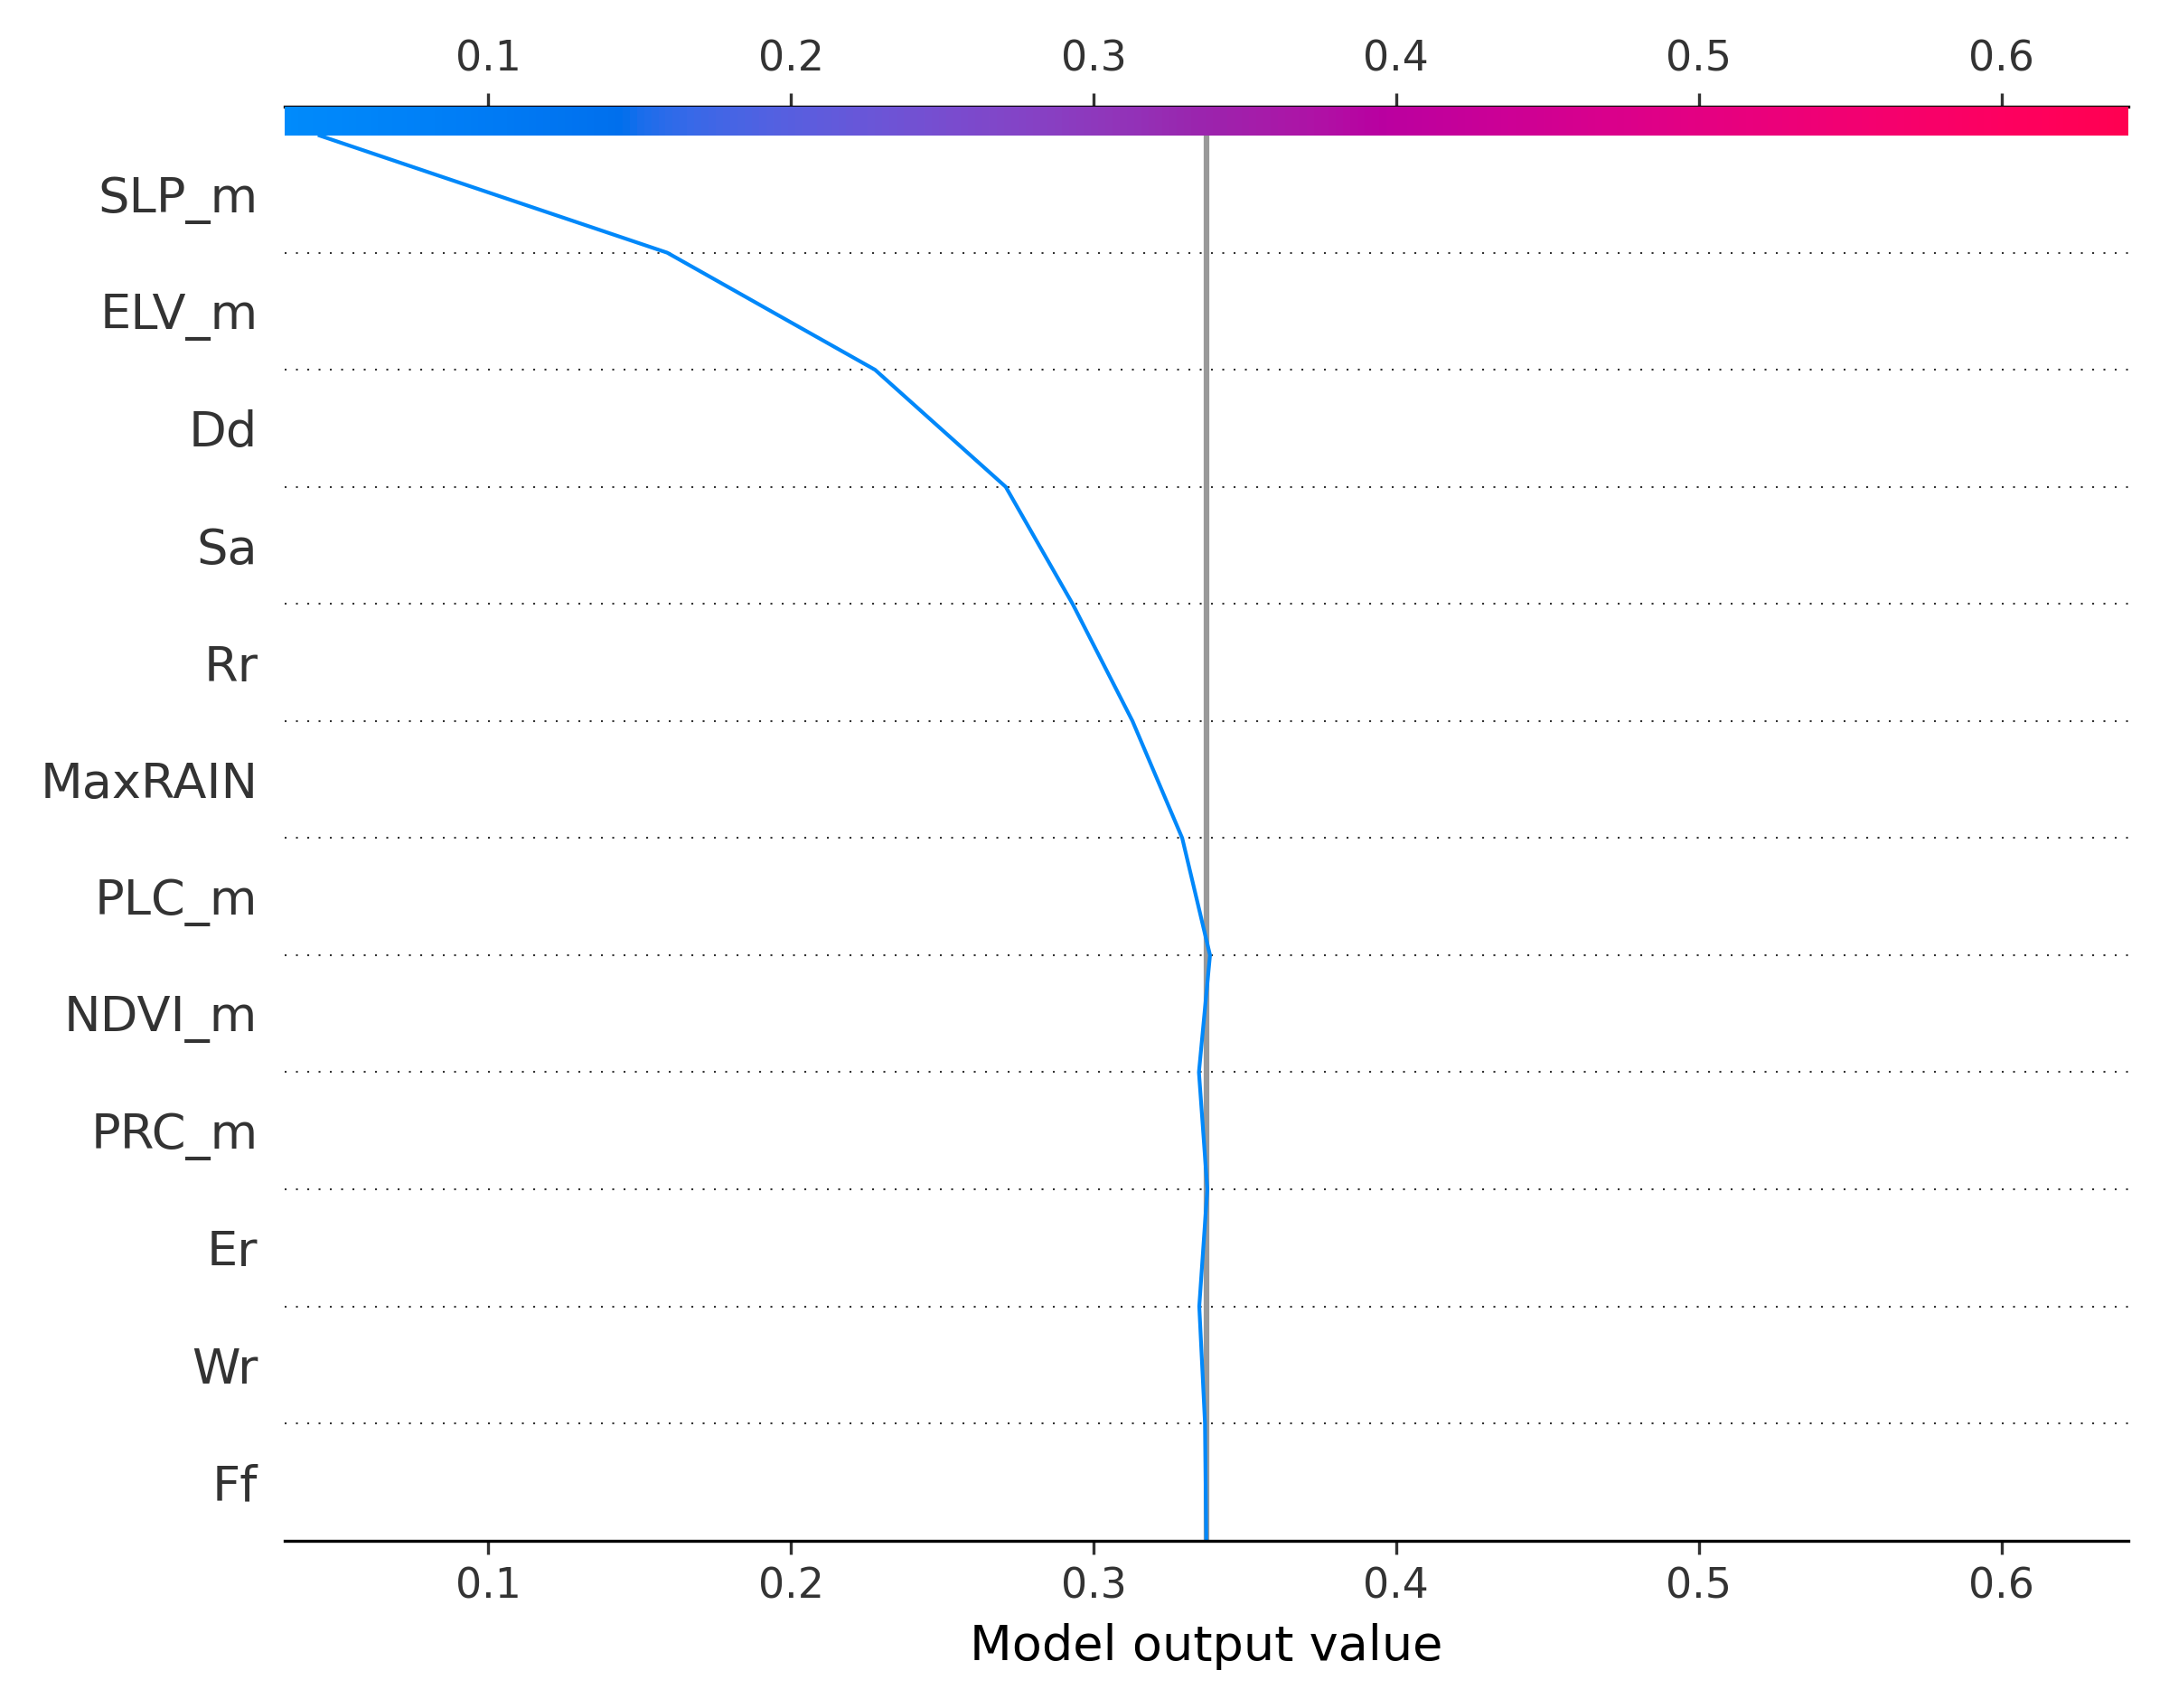 0.1 0.2 0.3 0.4 0.5 0.6
SLP_m
ELV_m
Dd
Sa
Rr
MaxRAIN
PLC_m
NDVI_m
PRC_m
Er
Wr
Ff
0.1 0.2 0.3 0.4 0.5 0.6
Model output value